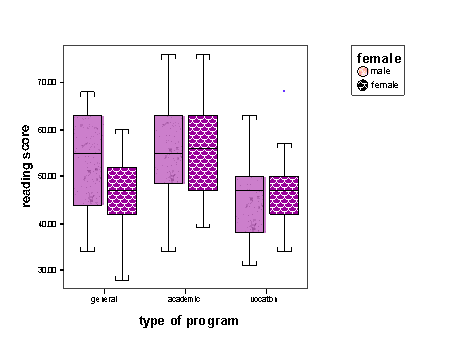 female
male
female
70.00
60.00
50.00
40.00
30.00
reading score
general
academic
vocation
type of program